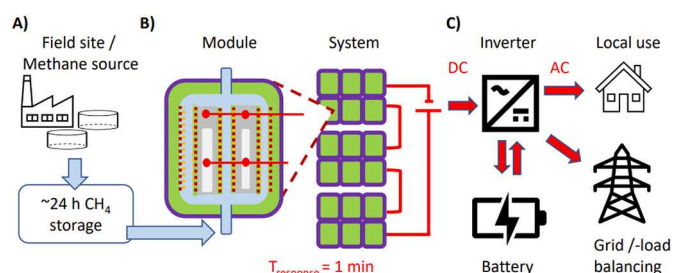 A)
Field site /
Methane source
~24 h CH₄
storage
B)
Module
System
T_response = 1 min
C)
DC
Inverter
AC
Local use
Battery
Grid /-load
balancing